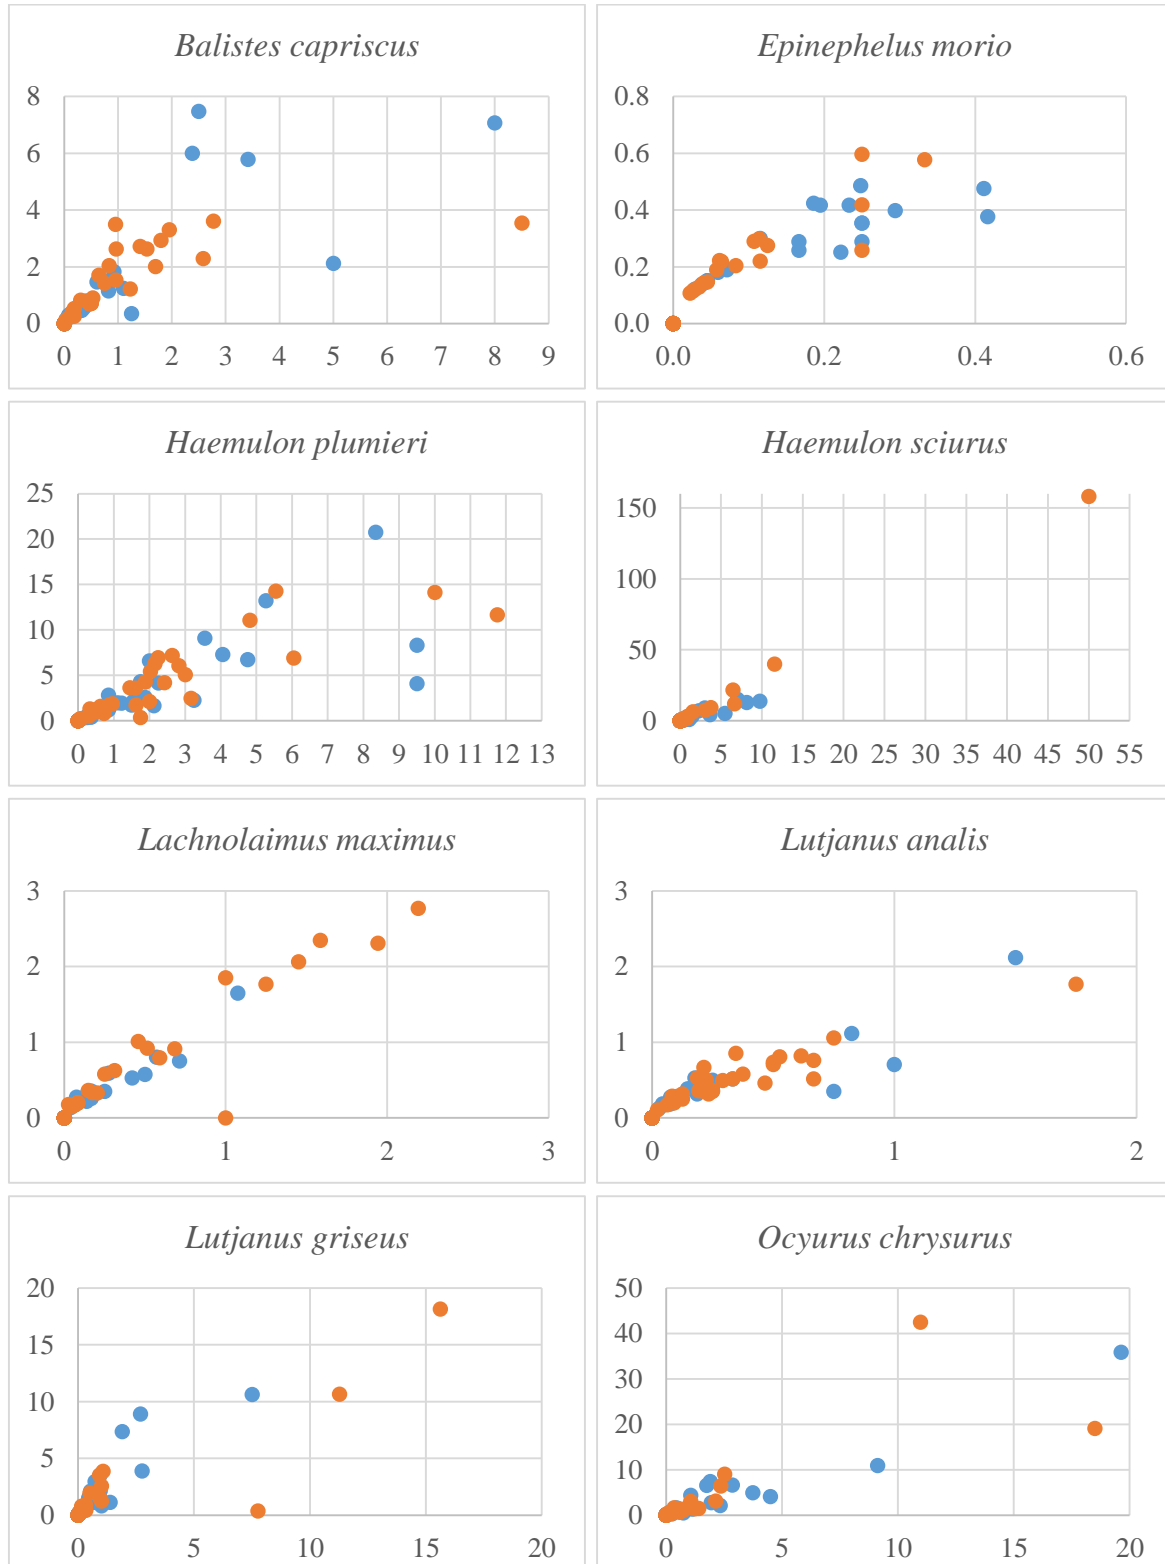 Balistes capriscus
8
6
4
2
0
0 1 2 3 4 5 6 7 8 9
Epinephelus morio
0.8
0.6
0.4
0.2
0.0
0.0 0.2 0.4 0.6
Haemulon plumieri
25
20
15
10
5
0
0 1 2 3 4 5 6 7 8 9 10 11 12 13
Haemulon sciurus
150
100
50
0
0 5 10 15 20 25 30 35 40 45 50 55
Lachnolaimus maximus
3
2
1
0
0 1 2 3
Lutjanus analis
3
2
1
0
0 1 2
Lutjanus griseus
20
15
10
5
0
0 5 10 15 20
Ocyurus chrysurus
50
40
30
20
10
0
0 5 10 15 20